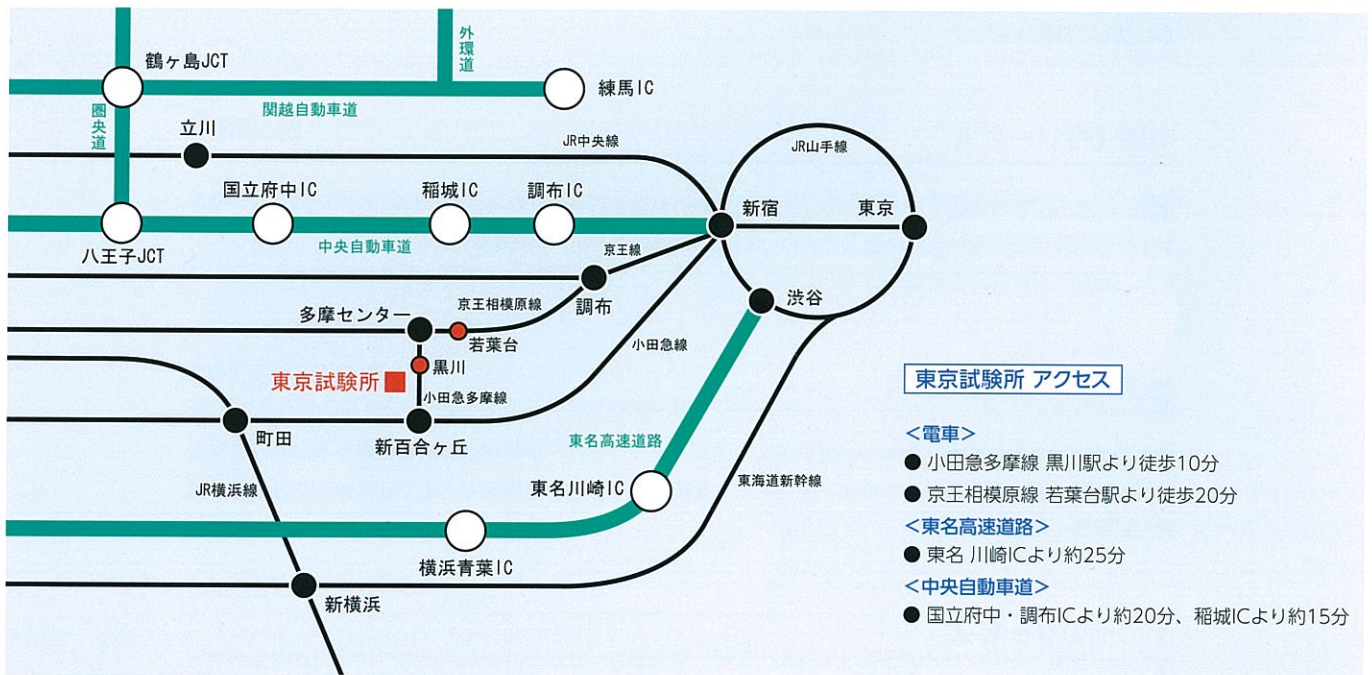 外環道
鶴ヶ島JCT
練馬IC
関越自動車道
圏央道
立川
JR中央線
JR山手線
国立府中IC
稲城IC
調布IC
新宿
東京
八王子JCT
中央自動車道
京王線
調布
渋谷
多摩センター
京王相模原線
若葉台
小田急線
黒川
東京試験所
小田急多摩線
町田
新百合ヶ丘
東名高速道路
JR横浜線
東名川崎IC
東海道新幹線
横浜青葉IC
新横浜
東京試験所 アクセス
<電車>
●小田急多摩線 黒川駅より徒歩10分
●京王相模原線 若葉台駅より徒歩20分
<東名高速道路>
●東名 川崎ICより約25分
<中央自動車道>
●国立府中・調布ICより約20分、稲城ICより約15分